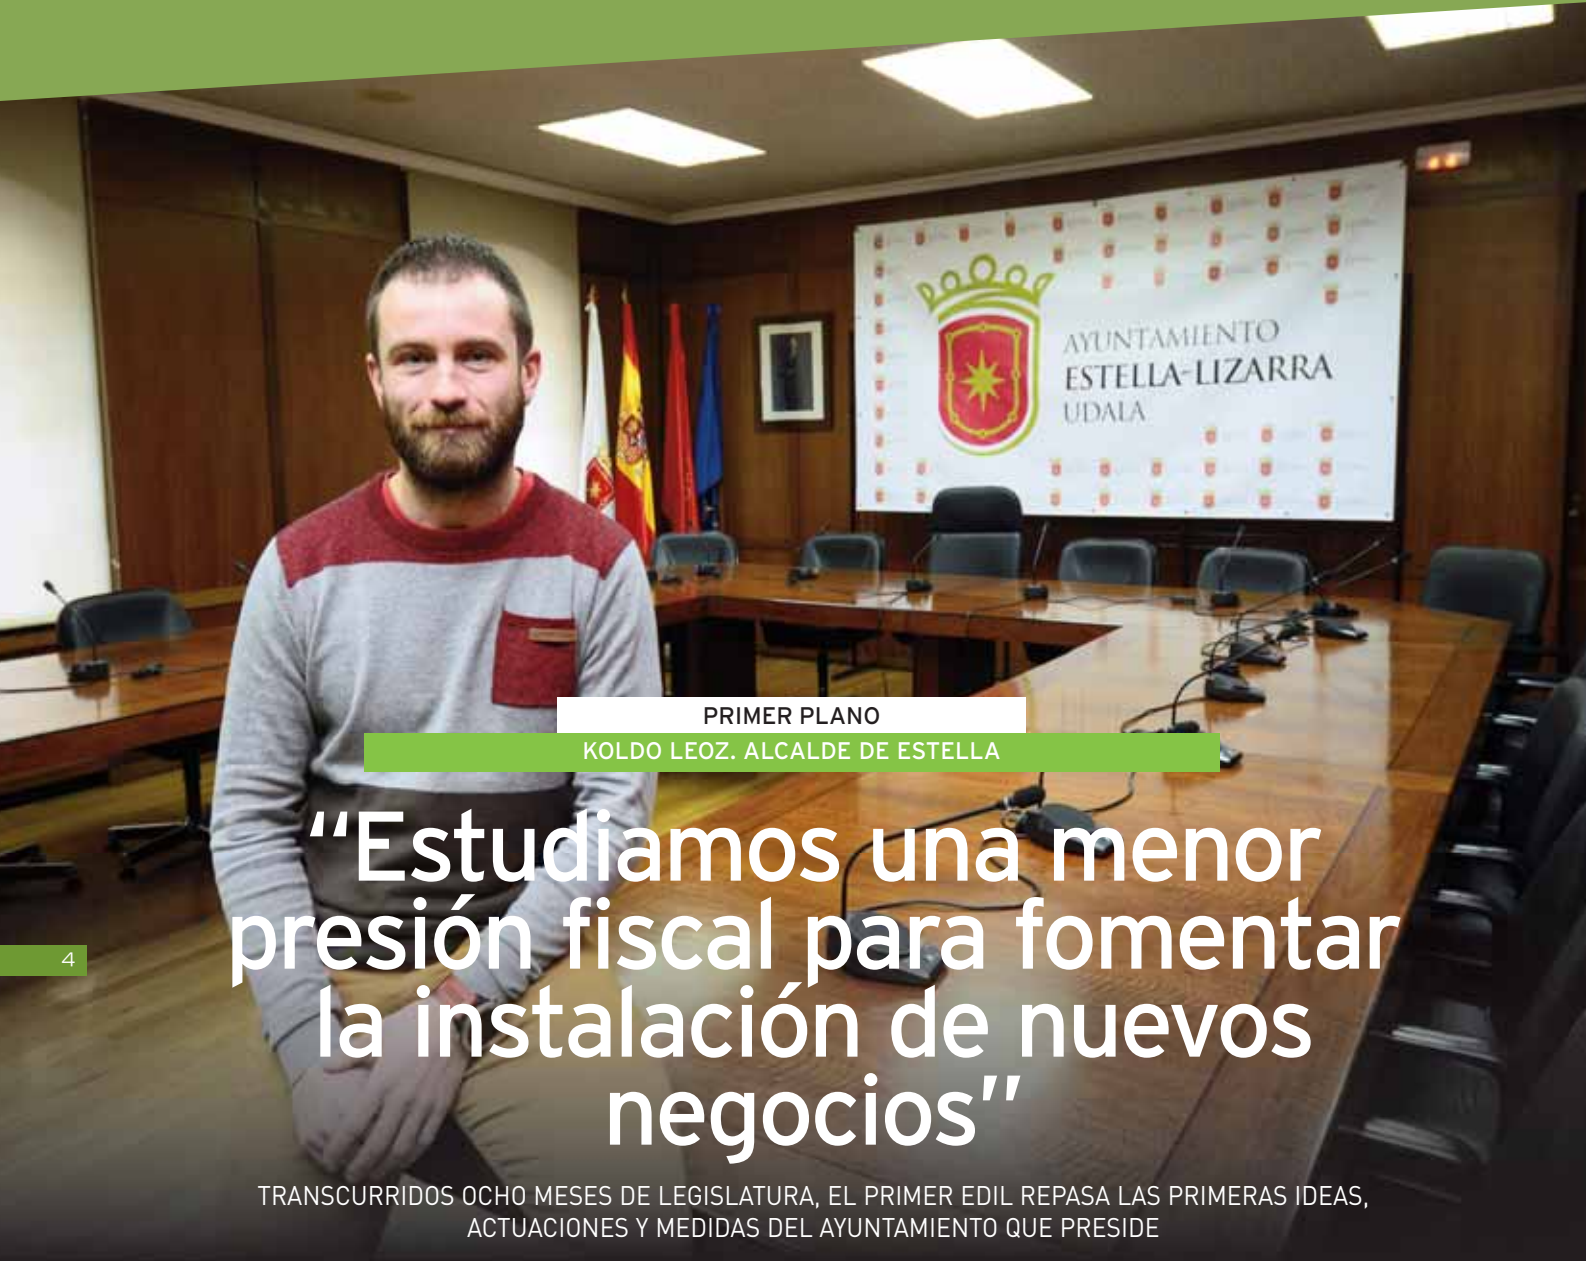 AYUNTAMIENTO
ESTELLA-LIZARRA
UDALA
PRIMER PLANO
KOLDO LEOZ. ALCALDE DE ESTELLA
“Estudiamos una menor
presión fiscal para fomentar
la instalación de nuevos
negocios”
4
TRANSCURRIDOS OCHO MESES DE LEGISLATURA, EL PRIMER EDIL REPASA LAS PRIMERAS IDEAS,
ACTUACIONES Y MEDIDAS DEL AYUNTAMIENTO QUE PRESIDE